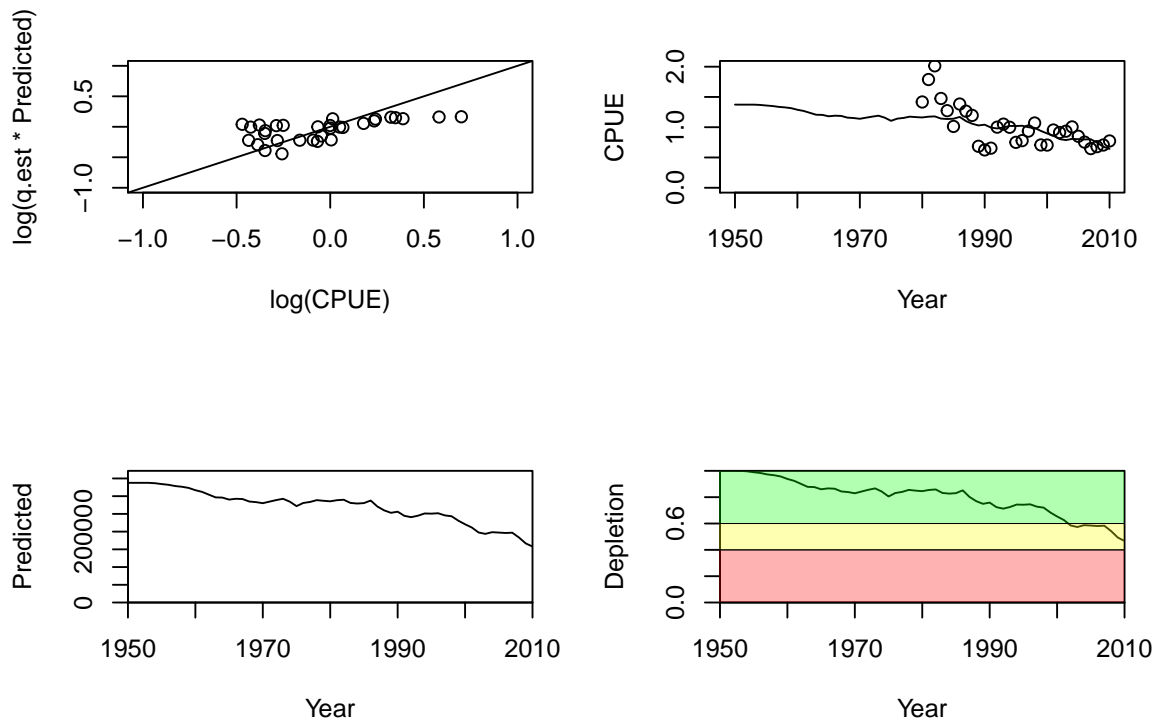 log(q.est * Predicted)
0.5
−1.0
−1.0 −0.5 0.0 0.5 1.0
log(CPUE)
CPUE
2.0
1.0
0.0
1950 1970 1990 2010
Year
Predicted
200000
0
1950 1970 1990 2010
Year
Depletion
0.6
0.0
1950 1970 1990 2010
Year